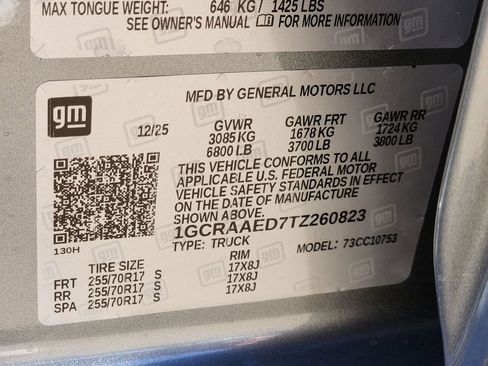 MAX TONGUE WEIGHT: 646 KG / 1425 LBS
SEE OWNER'S MANUAL FOR MORE INFORMATION
gm
MFD BY GENERAL MOTORS LLC
12/25 GVWR GAWR FRT GAWR RR
3085 KG 1678 KG 1724 KG
6800 LB 3700 LB 3800 LB
THIS VEHICLE CONFORMS TO ALL
APPLICABLE U.S. FEDERAL MOTOR
VEHICLE SAFETY STANDARDS IN EFFECT
ON THE DATE OF MANUFACTURE
SHOWN ABOVE.
1GCRAAED7TZ260823
TYPE: TRUCK MODEL: 73CC10753
130H
TIRE SIZE RIM
FRT 255/70R17 S 17X8J
RR 255/70R17 S 17X8J
SPA 255/70R17 S 17X8J